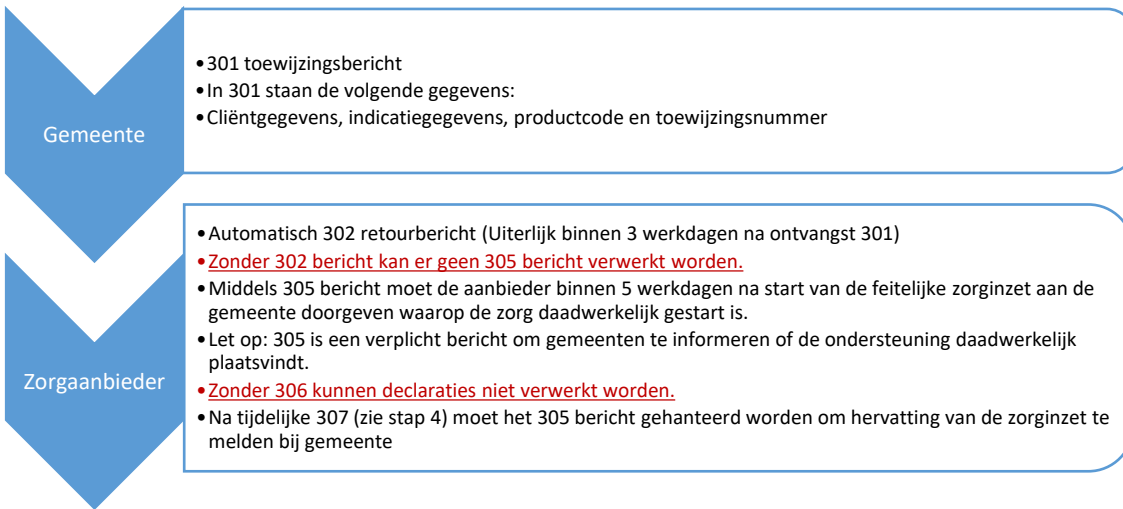 Gemeente
•301 toewijzingsbericht
•In 301 staan de volgende gegevens:
•Cliëntgegevens, indicatiegegevens, productcode en toewijzingsnummer
Zorgaanbieder
•Automatisch 302 retourbericht (Uiterlijk binnen 3 werkdagen na ontvangst 301)
•Zonder 302 bericht kan er geen 305 bericht verwerkt worden.
•Middels 305 bericht moet de aanbieder binnen 5 werkdagen na start van de feitelijke zorginzet aan de
gemeente doorgeven waarop de zorg daadwerkelijk gestart is.
•Let op: 305 is een verplicht bericht om gemeenten te informeren of de ondersteuning daadwerkelijk
plaatsvindt.
•Zonder 306 kunnen declaraties niet verwerkt worden.
•Na tijdelijke 307 (zie stap 4) moet het 305 bericht gehanteerd worden om hervatting van de zorginzet te
melden bij gemeente